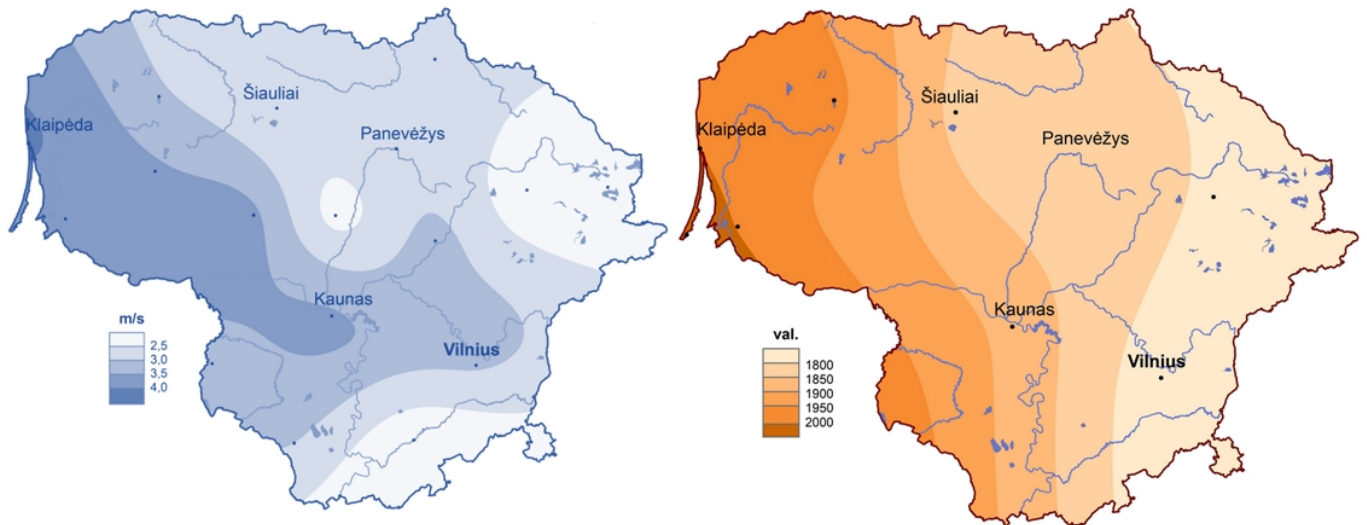 Šiauliai
Klaipėda
Panevėžys
Kaunas
Vilnius
m/s
2,5
3,0
3,5
4,0
Šiauliai
Klaipėda
Panevėžys
Kaunas
Vilnius
val.
1800
1850
1900
1950
2000